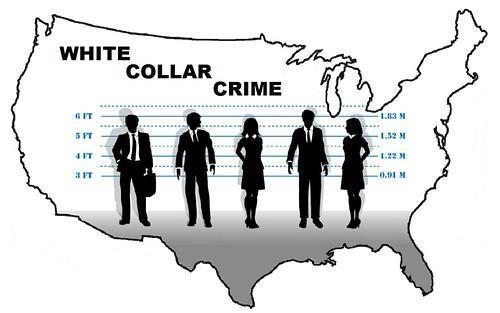 WHITE
COLLAR
CRIME
6 FT 1.83 M
5 FT 1.52 M
4 FT 1.22 M
3 FT 0.91 M